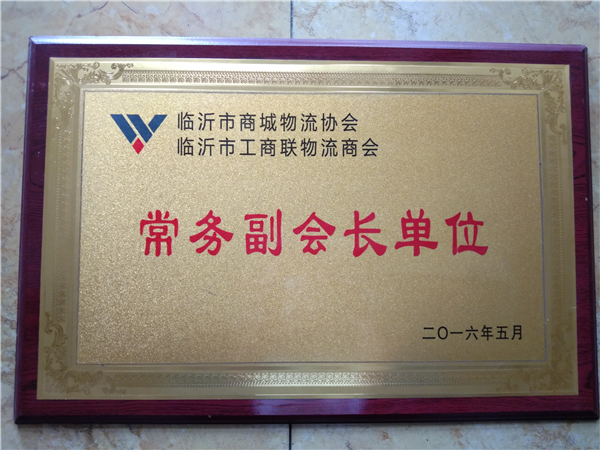 临沂市商城物流协会
临沂市工商联物流商会
常务副会长单位
二〇一六年五月